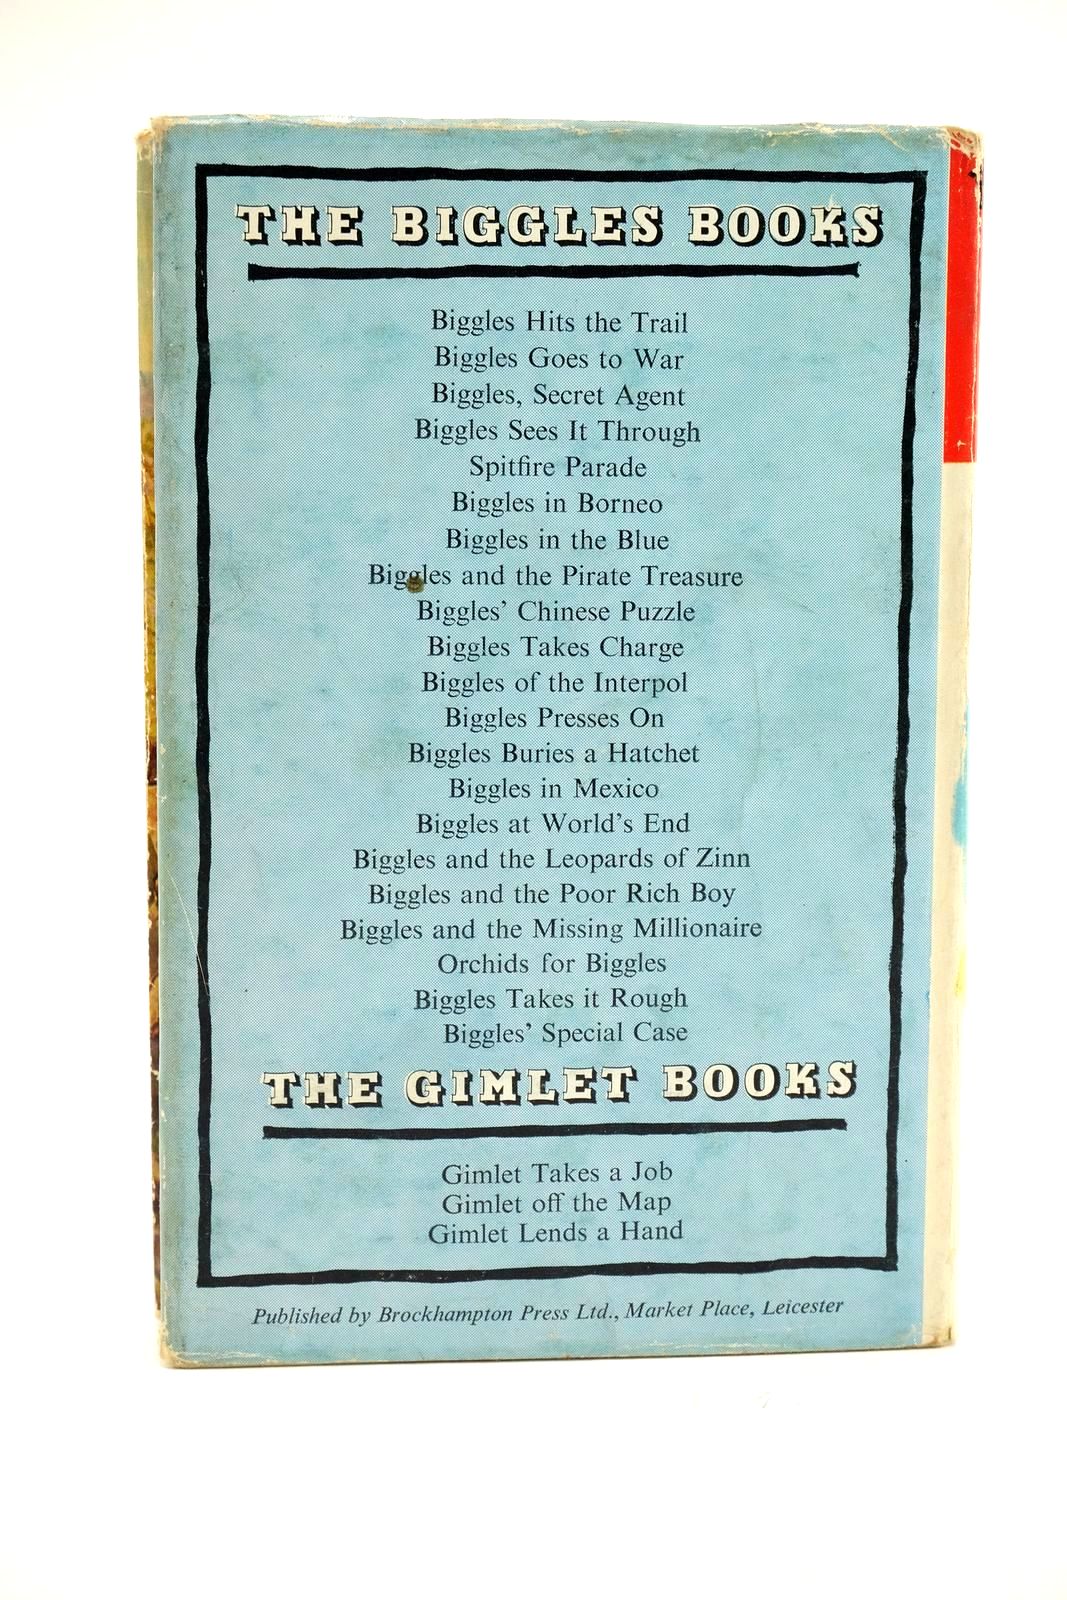 THE BIGGLES BOOKS
Biggles Hits the Trail
Biggles Goes to War
Biggles, Secret Agent
Biggles Sees It Through
Spitfire Parade
Biggles in Borneo
Biggles in the Blue
Biggles and the Pirate Treasure
Biggles’ Chinese Puzzle
Biggles Takes Charge
Biggles of the Interpol
Biggles Presses On
Biggles Buries a Hatchet
Biggles in Mexico
Biggles at World’s End
Biggles and the Leopards of Zinn
Biggles and the Poor Rich Boy
Biggles and the Missing Millionaire
Orchids for Biggles
Biggles Takes it Rough
Biggles’ Special Case
THE GIMLET BOOKS
Gimlet Takes a Job
Gimlet off the Map
Gimlet Lends a Hand
Published by Brockhampton Press Ltd., Market Place, Leicester